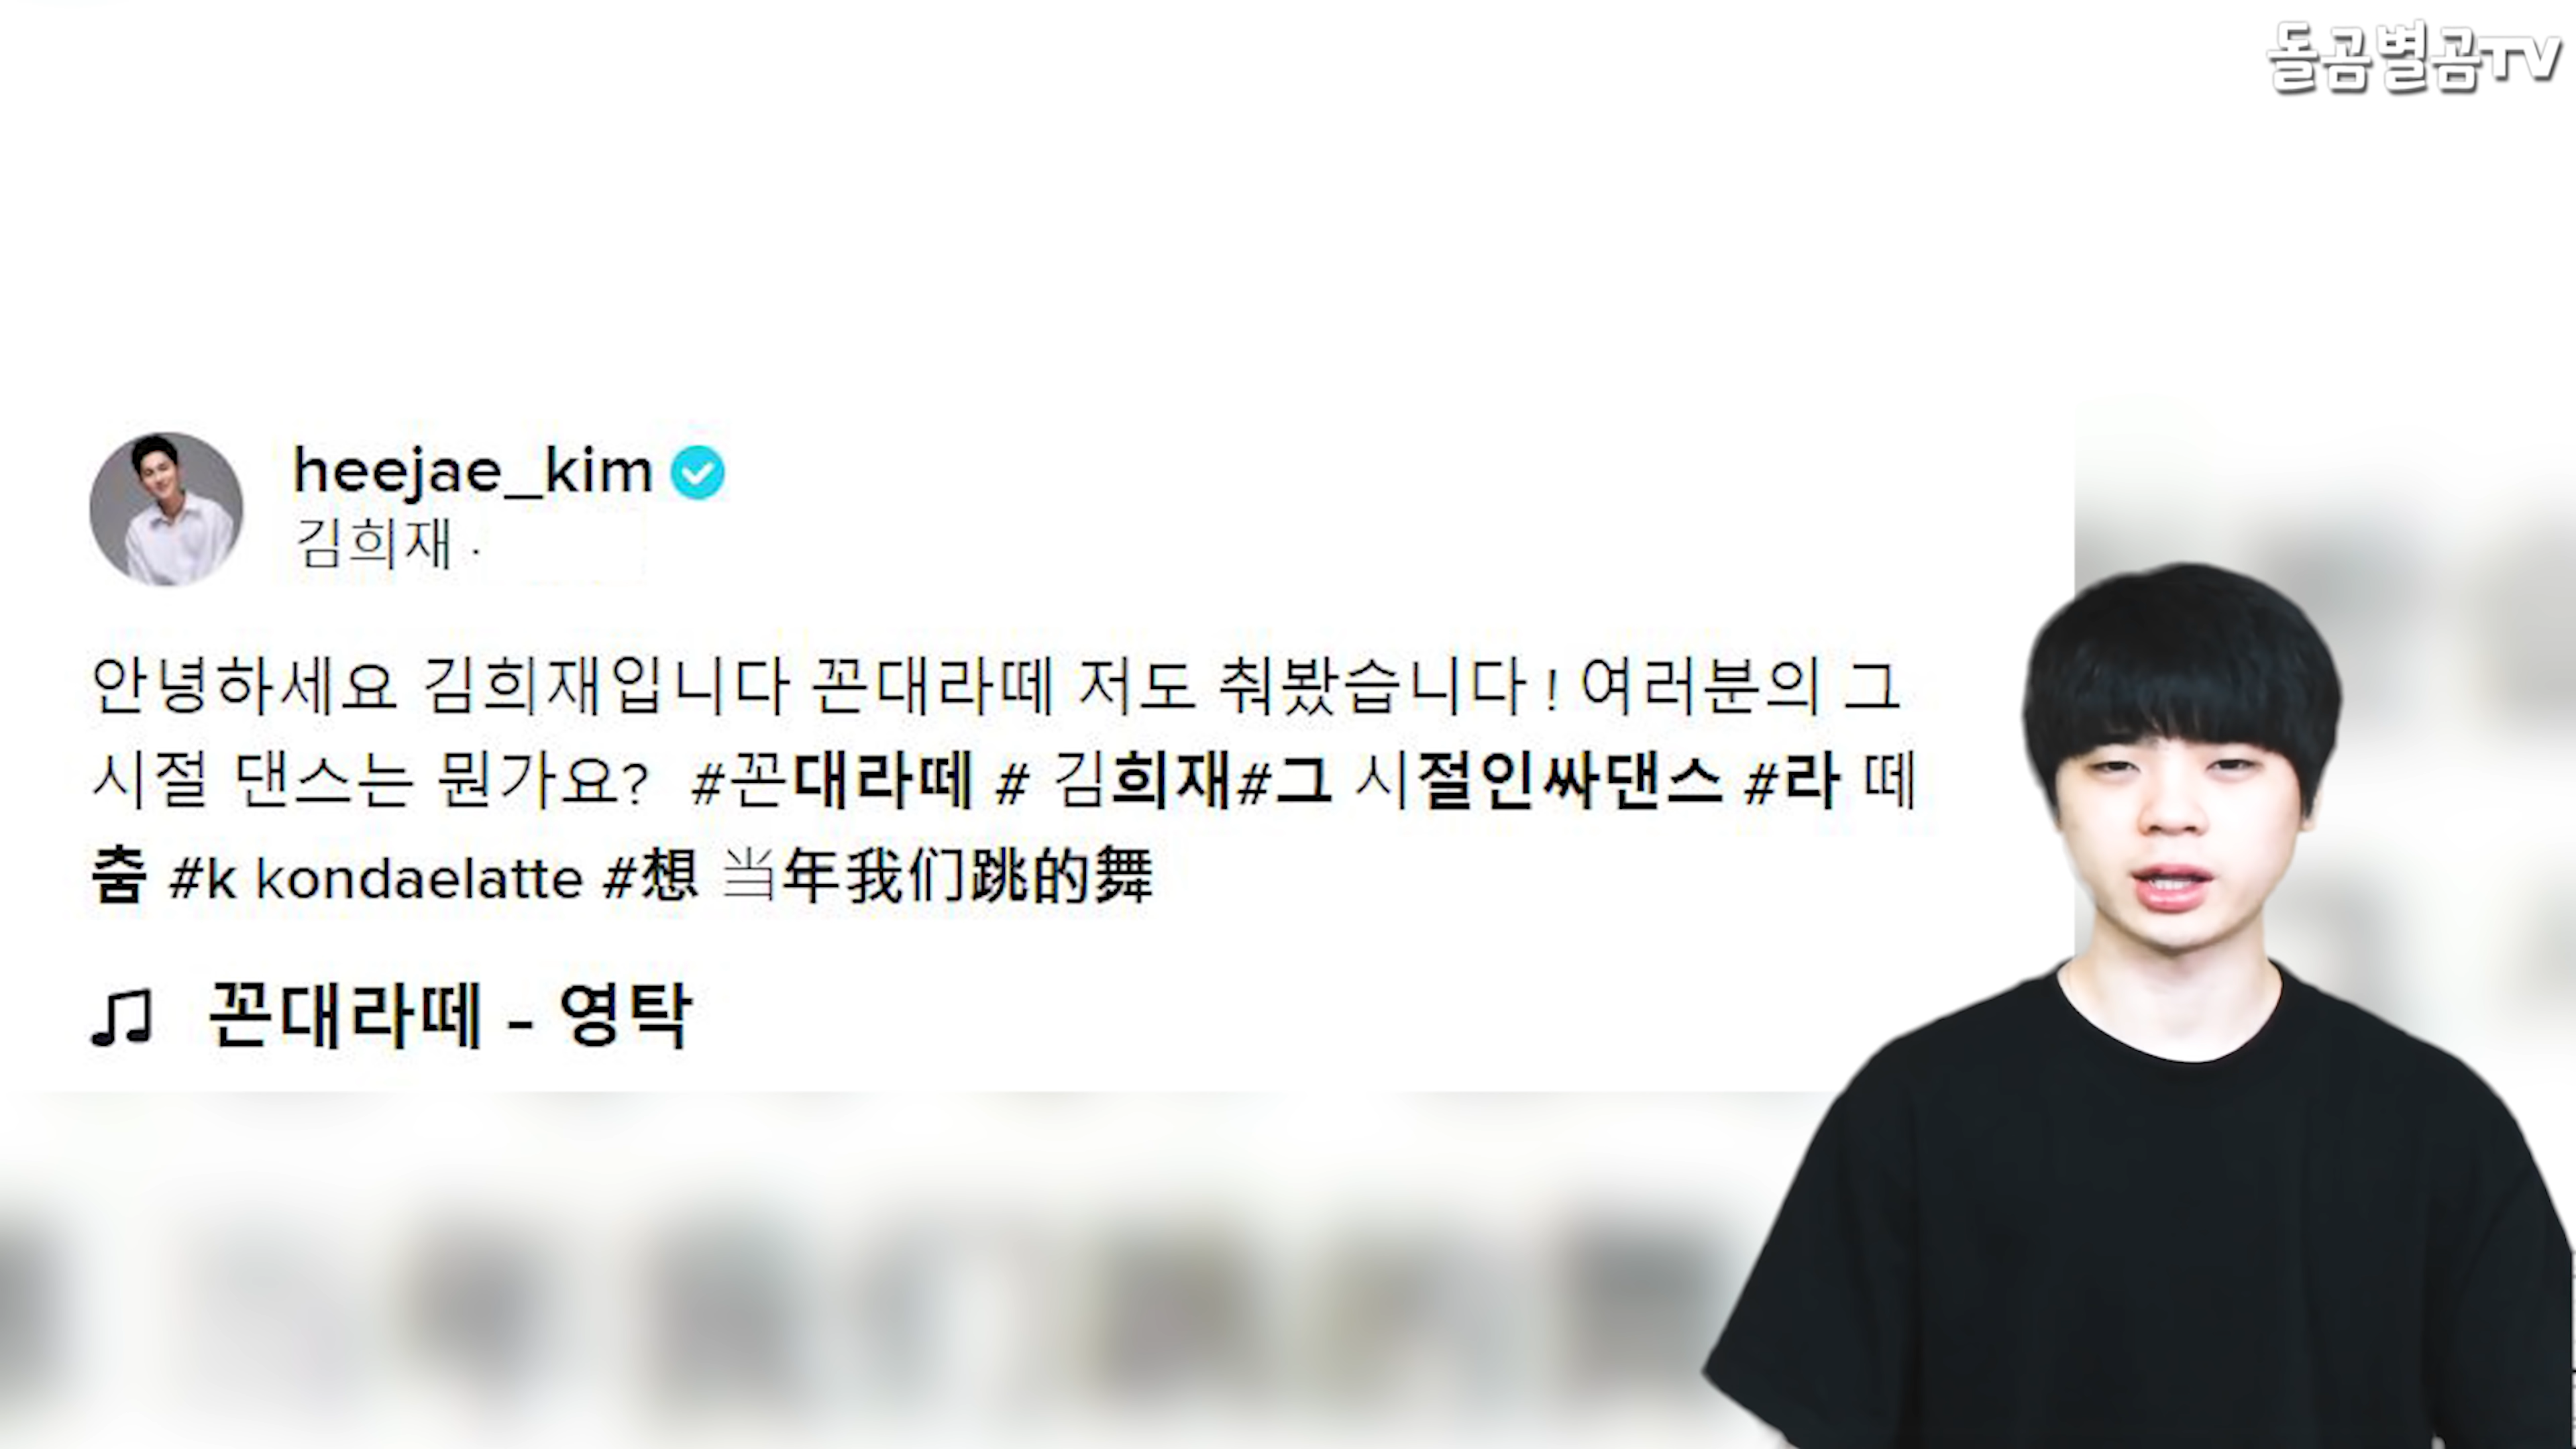 돌곰별곰TV
heejae_kim
김희재 ·
안녕하세요 김희재입니다 꼰대라떼 저도 춰봤습니다 ! 여러분의 그
시절 댄스는 뭔가요? #꼰대라떼 # 김희재#그 시절인싸댄스 #라 떼
춤 #k kondaelatte #想 当年我们跳的舞
꼰대라떼 - 영탁